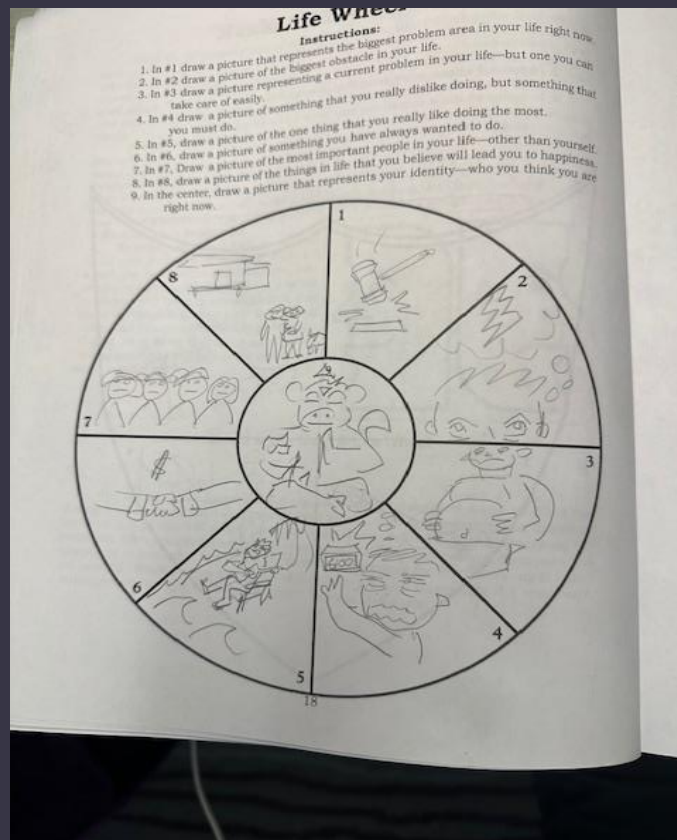 Life Wheel
Instructions:
1. In #1 draw a picture that represents the biggest problem area in your life right now.
2. In #2 draw a picture of the biggest obstacle in your life.
3. In #3 draw a picture representing a current problem in your life—but one you can
take care of easily.
4. In #4 draw a picture of something that you really dislike doing, but something that
you must do.
5. In #5, draw a picture of the one thing that you really like doing the most.
6. In #6, draw a picture of something you have always wanted to do.
7. In #7, Draw a picture of the most important people in your life—other than yourself.
8. In #8, draw a picture of the things in life that you believe will lead you to happiness.
9. In the center, draw a picture that represents your identity—who you think you are
right now.
1
8
2
7
3
$
6
4
5
18